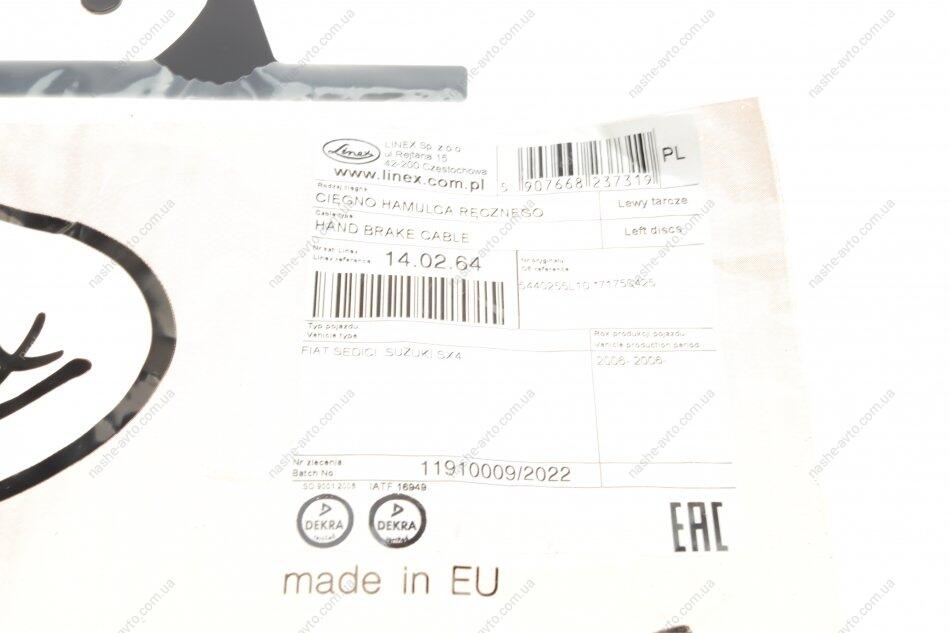 Linex
LINEX Sp. z o.o.
ul. Rejtana 16
42-200 Częstochowa
www.linex.com.pl
5 907668 237319
PL
Rodzaj cięgna
CIĘGNO HAMULCA RĘCZNEGO
Lewy tarcze
Cable type
HAND BRAKE CABLE
Left discs
Nr kat. Linex
Linex reference
14.02.64
Nr oryginału
OE reference
Typ pojazdu
Vehicle type
Rok produkcji pojazdu
Vehicle production period
FIAT SEDICI SUZUKI SX4
2006- 2006-
Nr zlecenia
Batch No
11910009/2022
ISO 9001:2008
IATF 16949
DEKRA
DEKRA
EAC
made in EU
nashe-avto.com.ua